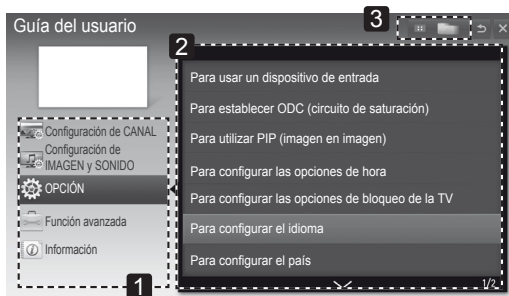 Guía del usuario
3
2
Para usar un dispositivo de entrada
Para establecer ODC (circuito de saturación)
Para utilizar PIP (imagen en imagen)
Para configurar las opciones de hora
Para configurar las opciones de bloqueo de la TV
Para configurar el idioma
Para configurar el país
1/2
Configuración de CANAL
Configuración de
IMAGEN y SONIDO
OPCIÓN
Función avanzada
Información
1